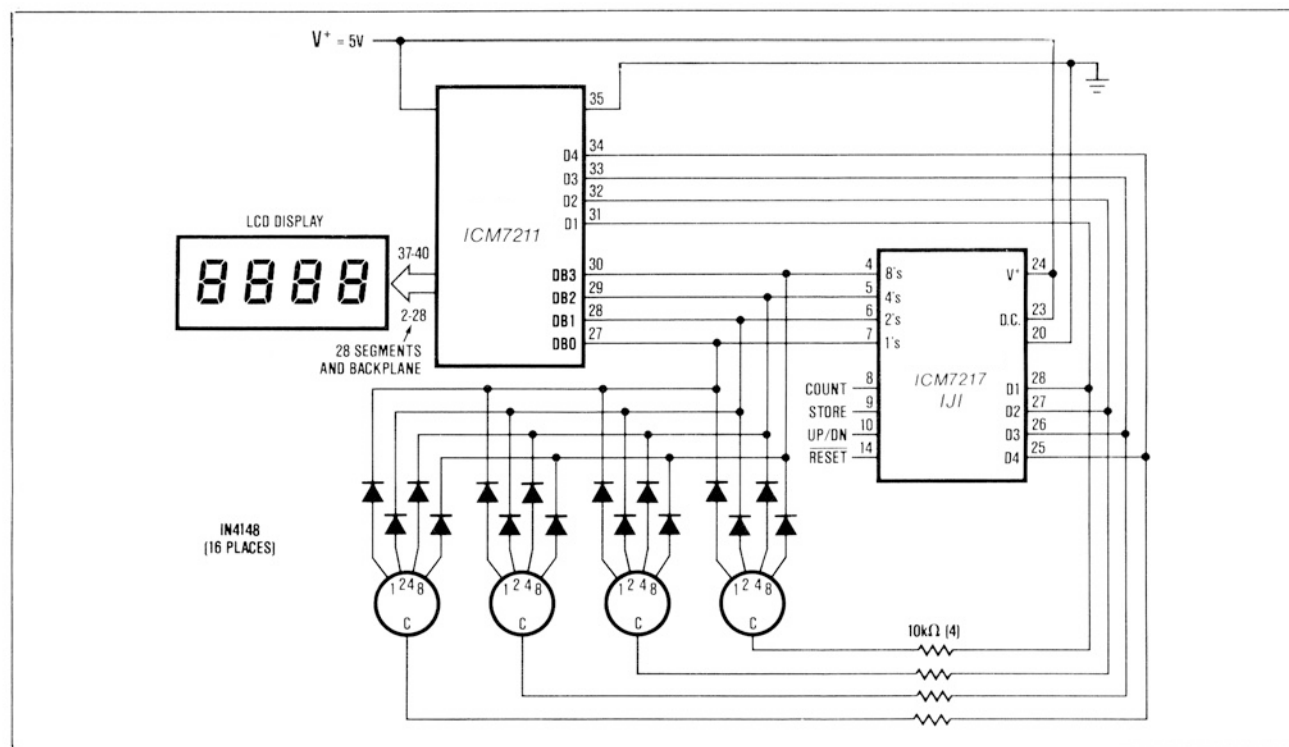 V⁺ = 5V
35
34
D4
33
D3
32
D2
31
D1
ICM7211
LCD DISPLAY
8888
37-40
2-28
28 SEGMENTS
AND BACKPLANE
30
DB3
29
DB2
28
DB1
27
DB0
4
8's
5
4's
6
2's
7
1's
V⁺
24
D.C.
23
20
ICM7217
IJI
COUNT
8
STORE
9
UP/DN
10
RESET
14
D1
28
D2
27
D3
26
D4
25
IN4148
(16 PLACES)
1 2 4 8
C
1 2 4 8
C
1 2 4 8
C
1 2 4 8
C
10kΩ (4)